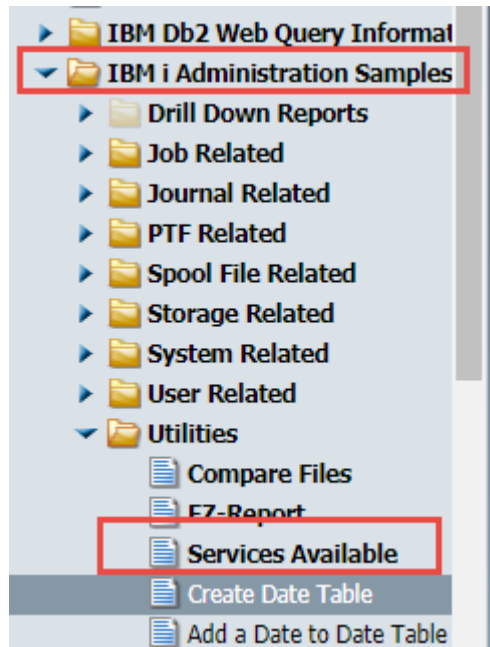 IBM Db2 Web Query Informat
IBM i Administration Samples
Drill Down Reports
Job Related
Journal Related
PTF Related
Spool File Related
Storage Related
System Related
User Related
Utilities
Compare Files
EZ-Report
Services Available
Create Date Table
Add a Date to Date Table